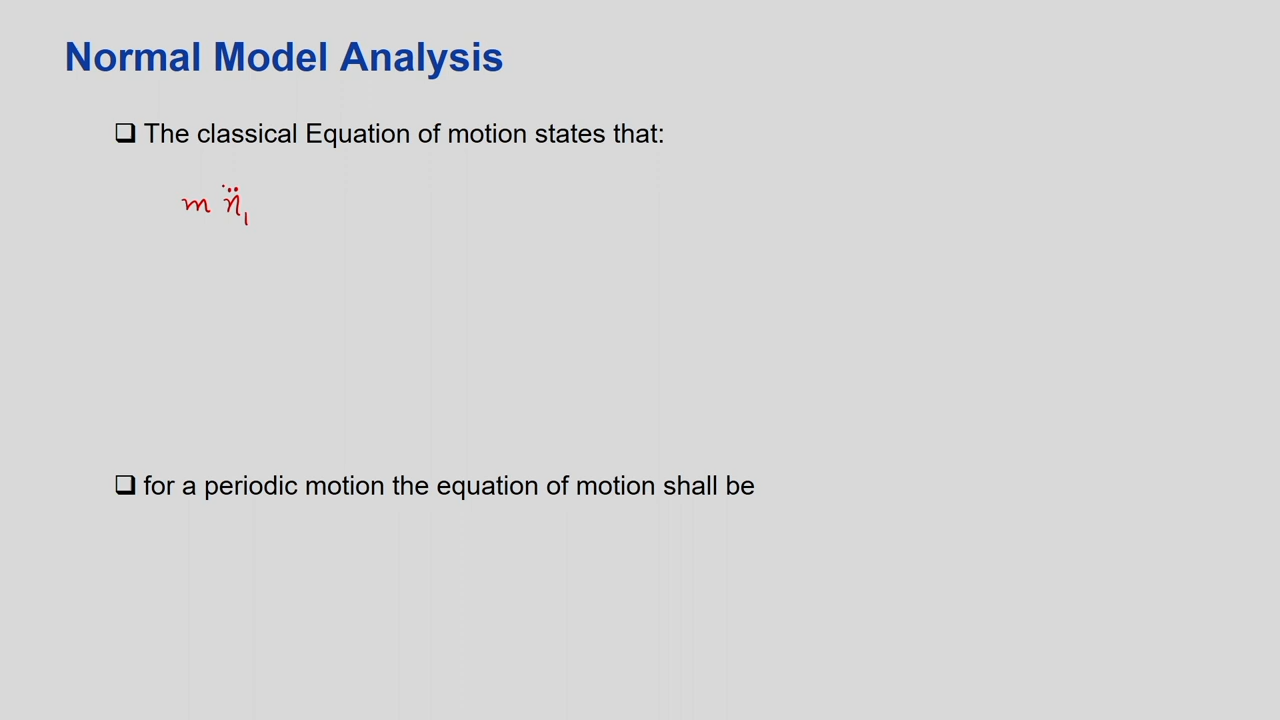 Normal Model Analysis
❑ The classical Equation of motion states that:
m η̈₁
❑ for a periodic motion the equation of motion shall be